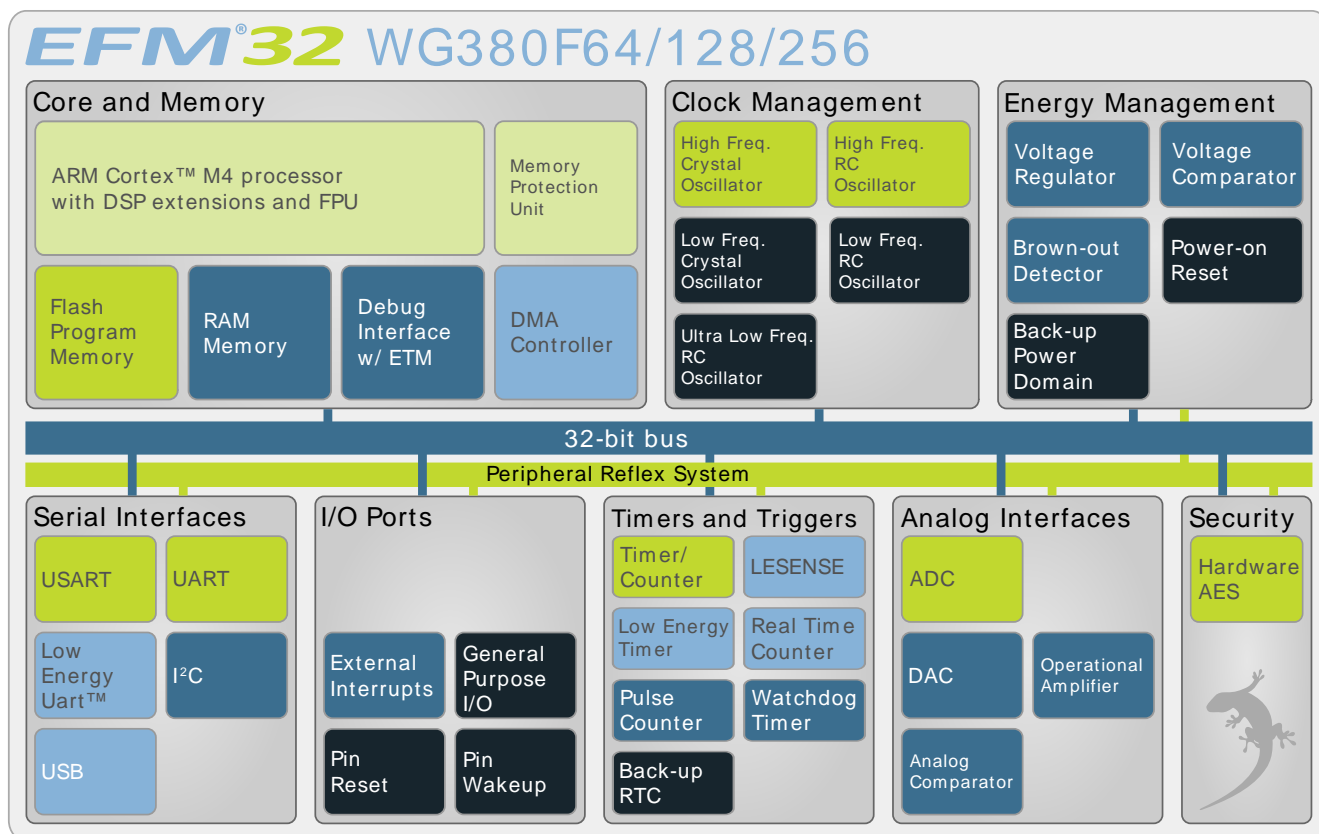 EFM®32 WG380F64/128/256
Core and Memory
ARM Cortex™ M4 processor
with DSP extensions and FPU
Memory
Protection
Unit
Flash
Program
Memory
RAM
Memory
Debug
Interface
w/ ETM
DMA
Controller
Clock Management
High Freq.
Crystal
Oscillator
High Freq.
RC
Oscillator
Low Freq.
Crystal
Oscillator
Low Freq.
RC
Oscillator
Ultra Low Freq.
RC
Oscillator
Energy Management
Voltage
Regulator
Voltage
Comparator
Brown-out
Detector
Power-on
Reset
Back-up
Power
Domain
32-bit bus
Peripheral Reflex System
Serial Interfaces
USART
UART
Low
Energy
Uart™
I²C
USB
I/O Ports
External
Interrupts
General
Purpose
I/O
Pin
Reset
Pin
Wakeup
Timers and Triggers
Timer/
Counter
LESENSE
Low Energy
Timer
Real Time
Counter
Pulse
Counter
Watchdog
Timer
Back-up
RTC
Analog Interfaces
ADC
DAC
Operational
Amplifier
Analog
Comparator
Security
Hardware
AES